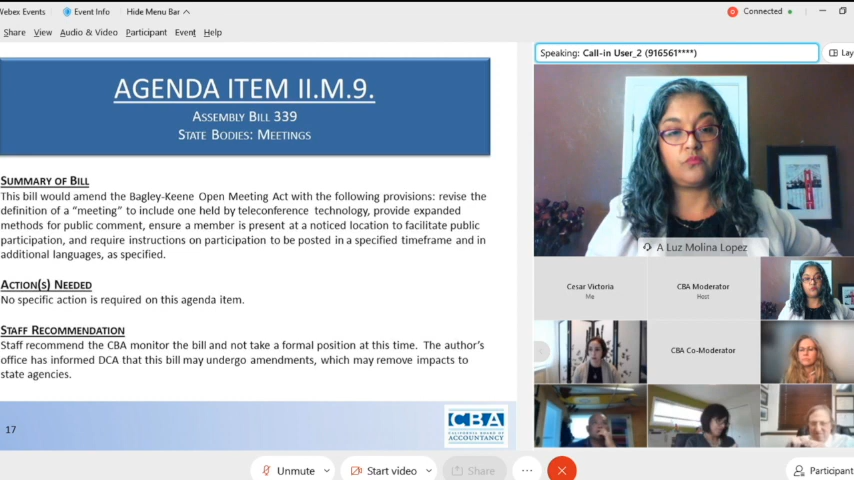 Webex Events
Event Info
Hide Menu Bar
Connected
Share View Audio & Video Participant Event Help
Speaking: Call-in User_2 (916561****)
Lay
AGENDA ITEM II.M.9.
ASSEMBLY BILL 339
STATE BODIES: MEETINGS
SUMMARY OF BILL
This bill would amend the Bagley-Keene Open Meeting Act with the following provisions: revise the
definition of a “meeting” to include one held by teleconference technology, provide expanded
methods for public comment, ensure a member is present at a noticed location to facilitate public
participation, and require instructions on participation to be posted in a specified timeframe and in
additional languages, as specified.
ACTION(S) NEEDED
No specific action is required on this agenda item.
STAFF RECOMMENDATION
Staff recommend the CBA monitor the bill and not take a formal position at this time. The author’s
office has informed DCA that this bill may undergo amendments, which may remove impacts to
state agencies.
17
CBA
CALIFORNIA BOARD OF
ACCOUNTANCY
A Luz Molina Lopez
Cesar Victoria
Me
CBA Moderator
Host
CBA Co-Moderator
Unmute
Start video
Share
Participant